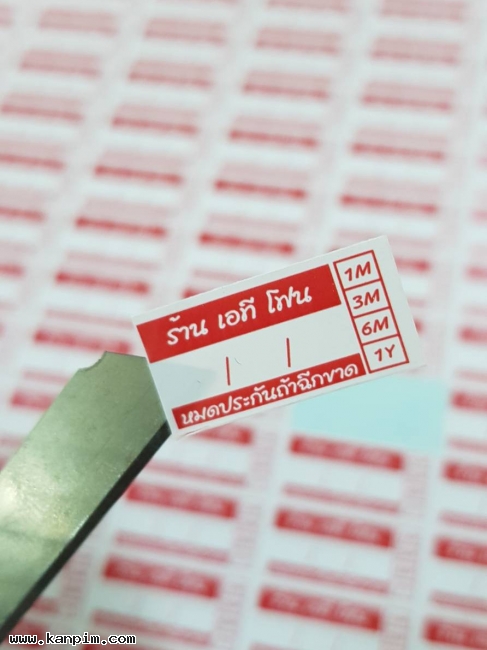 ร้าน เอที โฟน
/ /
หมดประกันถ้าฉีกขาด
1M
3M
6M
1Y
www.kanpim.com